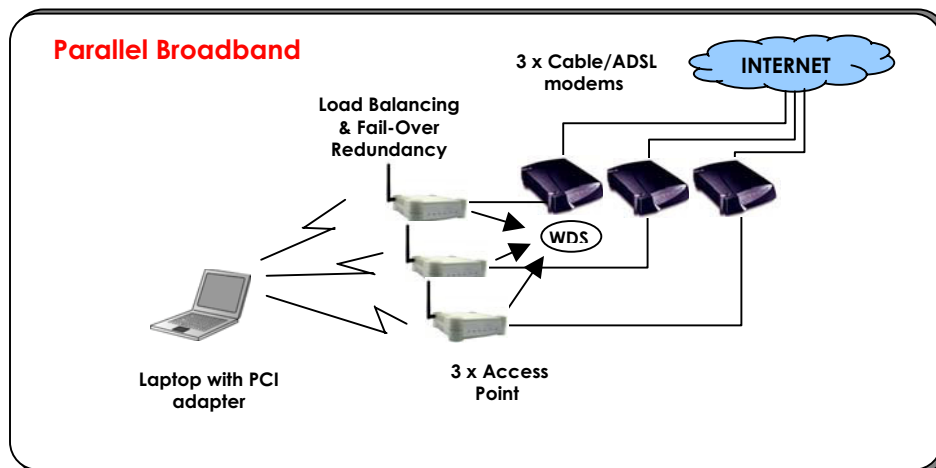 Parallel Broadband
3 x Cable/ADSL
modems
INTERNET
Load Balancing
& Fail-Over
Redundancy
WDS
Laptop with PCI
adapter
3 x Access
Point